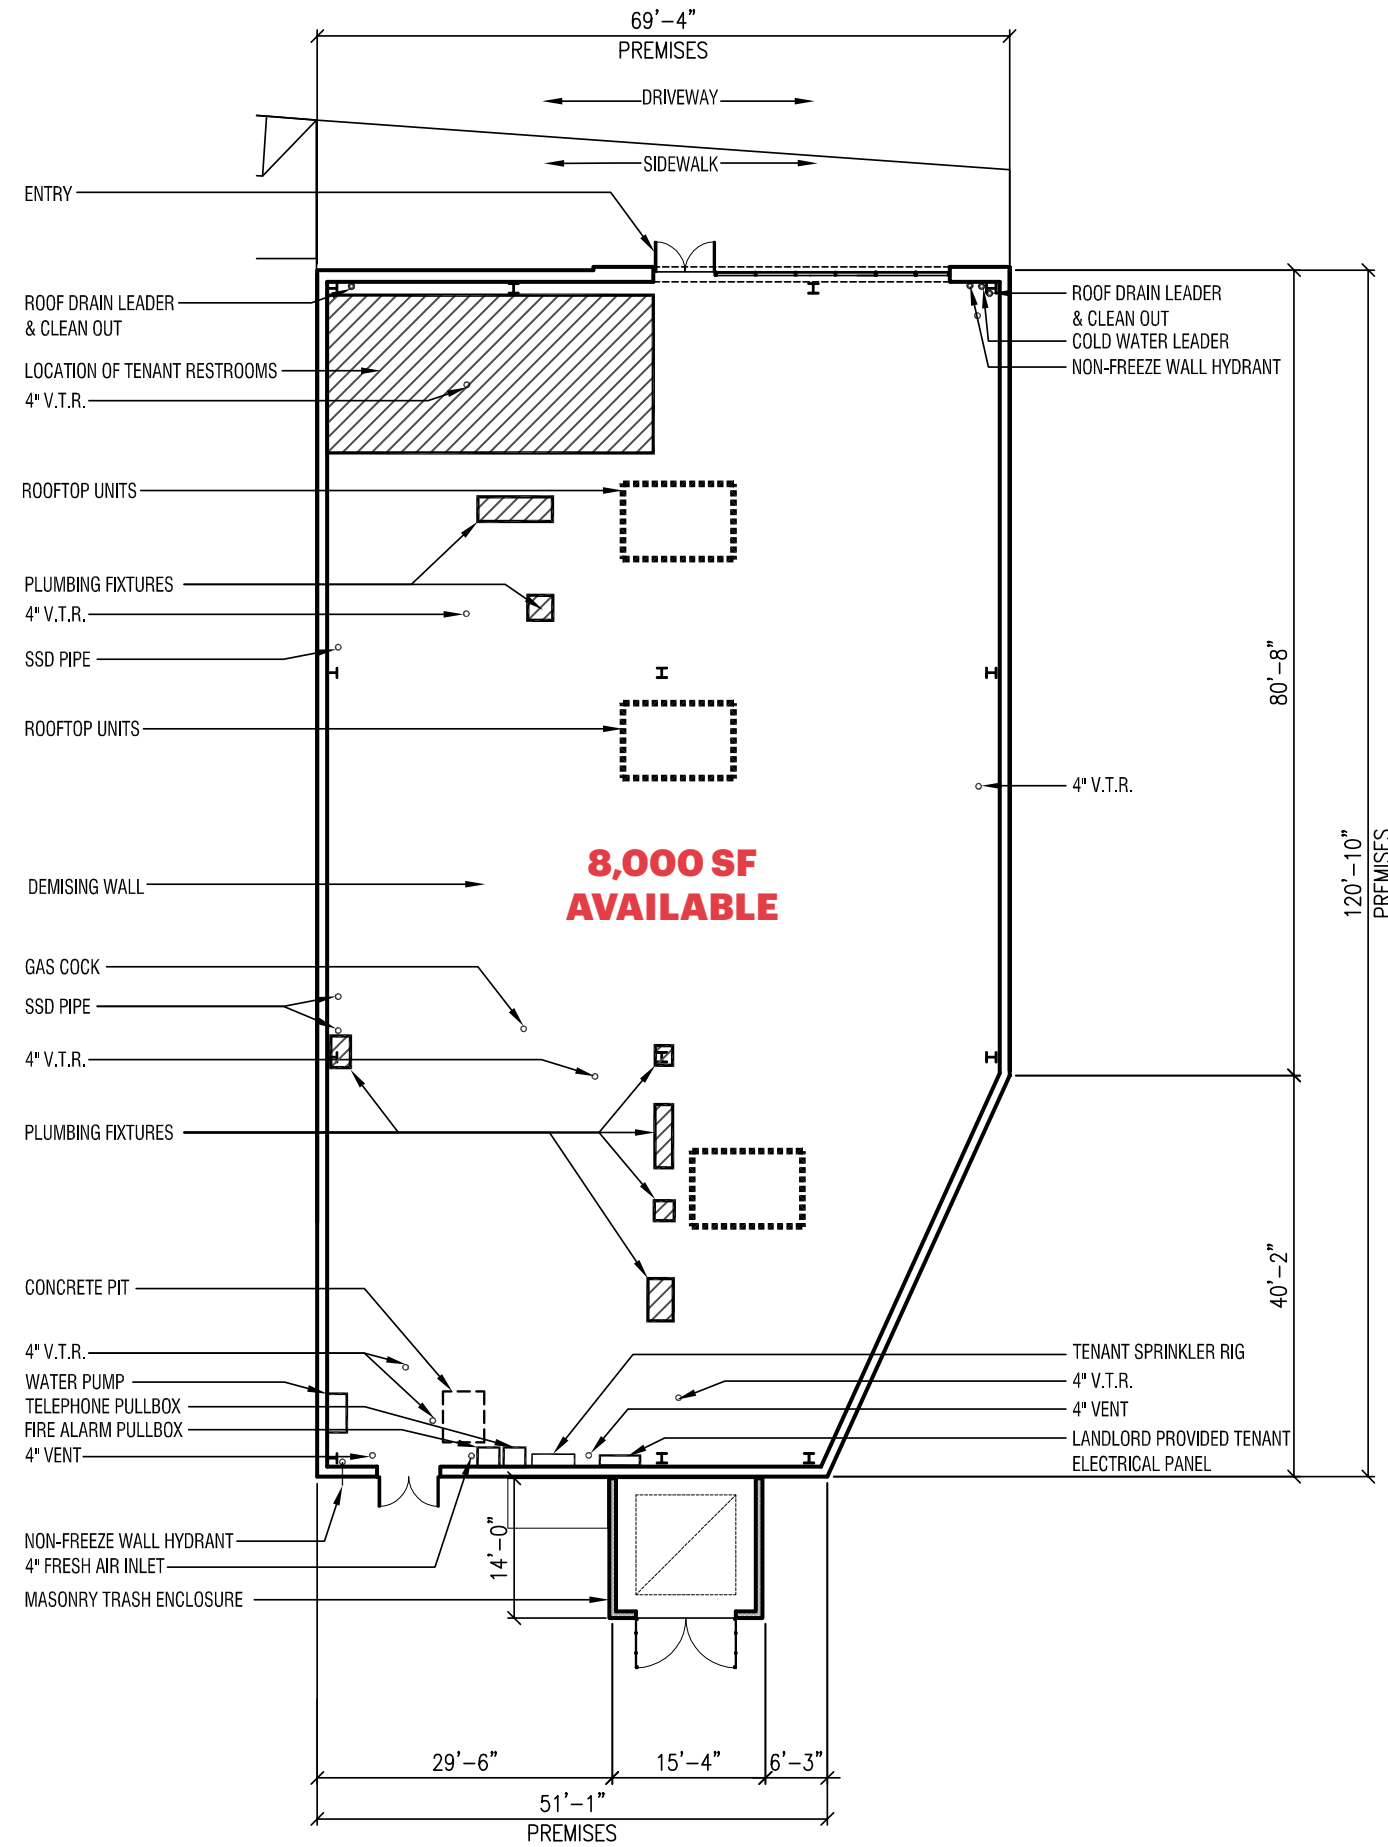 69'-4"
PREMISES
DRIVEWAY
SIDEWALK
ENTRY
ROOF DRAIN LEADER
& CLEAN OUT
LOCATION OF TENANT RESTROOMS
4" V.T.R.
ROOF DRAIN LEADER
& CLEAN OUT
COLD WATER LEADER
NON-FREEZE WALL HYDRANT
ROOFTOP UNITS
PLUMBING FIXTURES
4" V.T.R.
SSD PIPE
ROOFTOP UNITS
80'-8"
4" V.T.R.
120'-10"
PREMISES
8,000 SF
AVAILABLE
DEMISING WALL
GAS COCK
SSD PIPE
4" V.T.R.
PLUMBING FIXTURES
40'-2"
CONCRETE PIT
4" V.T.R.
WATER PUMP
TELEPHONE PULLBOX
FIRE ALARM PULLBOX
4" VENT
TENANT SPRINKLER RIG
4" V.T.R.
4" VENT
LANDLORD PROVIDED TENANT
ELECTRICAL PANEL
NON-FREEZE WALL HYDRANT
4" FRESH AIR INLET
MASONRY TRASH ENCLOSURE
14'-0"
29'-6"
15'-4"
6'-3"
51'-1"
PREMISES